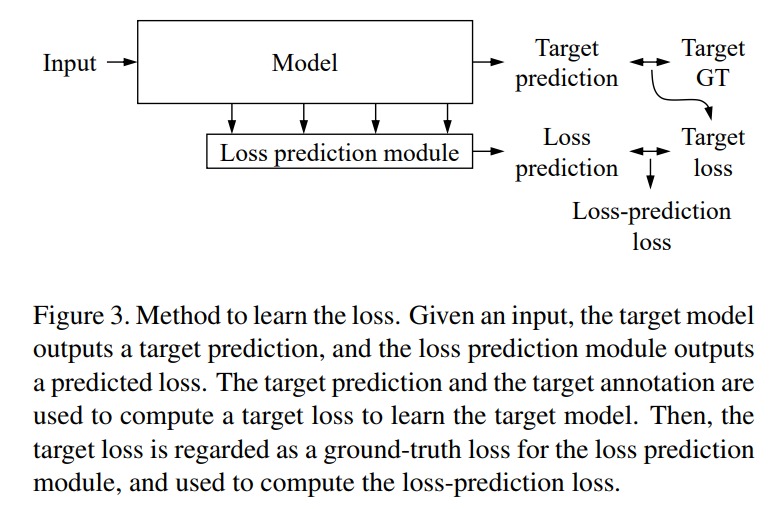 Input
Model
Target
prediction
Target
GT
Loss prediction module
Loss
prediction
Target
loss
Loss-prediction
loss
Figure 3. Method to learn the loss. Given an input, the target model
outputs a target prediction, and the loss prediction module outputs
a predicted loss. The target prediction and the target annotation are
used to compute a target loss to learn the target model. Then, the
target loss is regarded as a ground-truth loss for the loss prediction
module, and used to compute the loss-prediction loss.